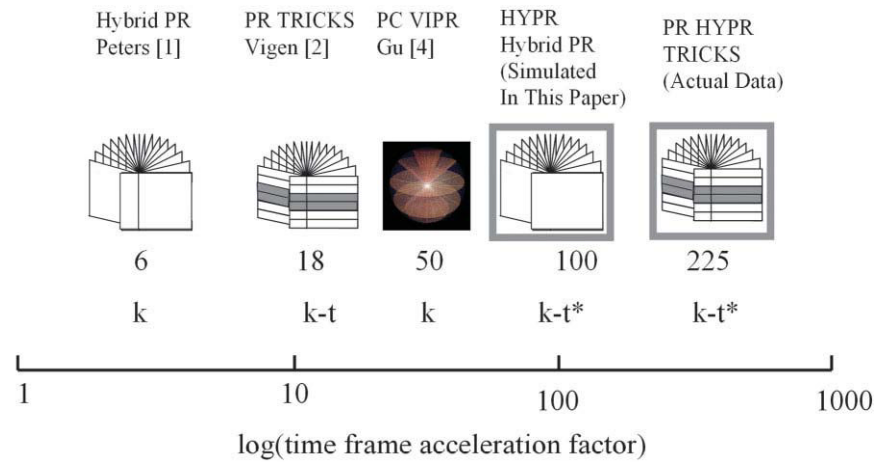 Hybrid PR
Peters [1]
PR TRICKS
Vigen [2]
PC VIPR
Gu [4]
HYPR
Hybrid PR
(Simulated
In This Paper)
PR HYPR
TRICKS
(Actual Data)
6
18
50
100
225
k
k-t
k
k-t*
k-t*
1
10
100
1000
log(time frame acceleration factor)